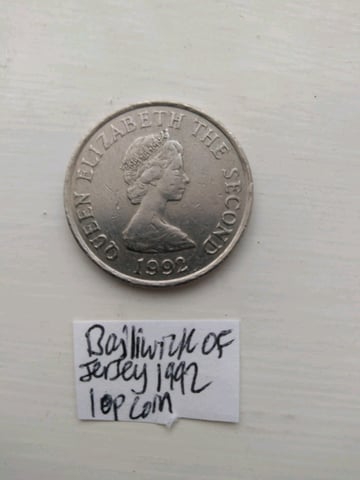 QUEEN ELIZABETH THE SECOND
1992
Bailiwick OF
Jersey 1992
10p coin